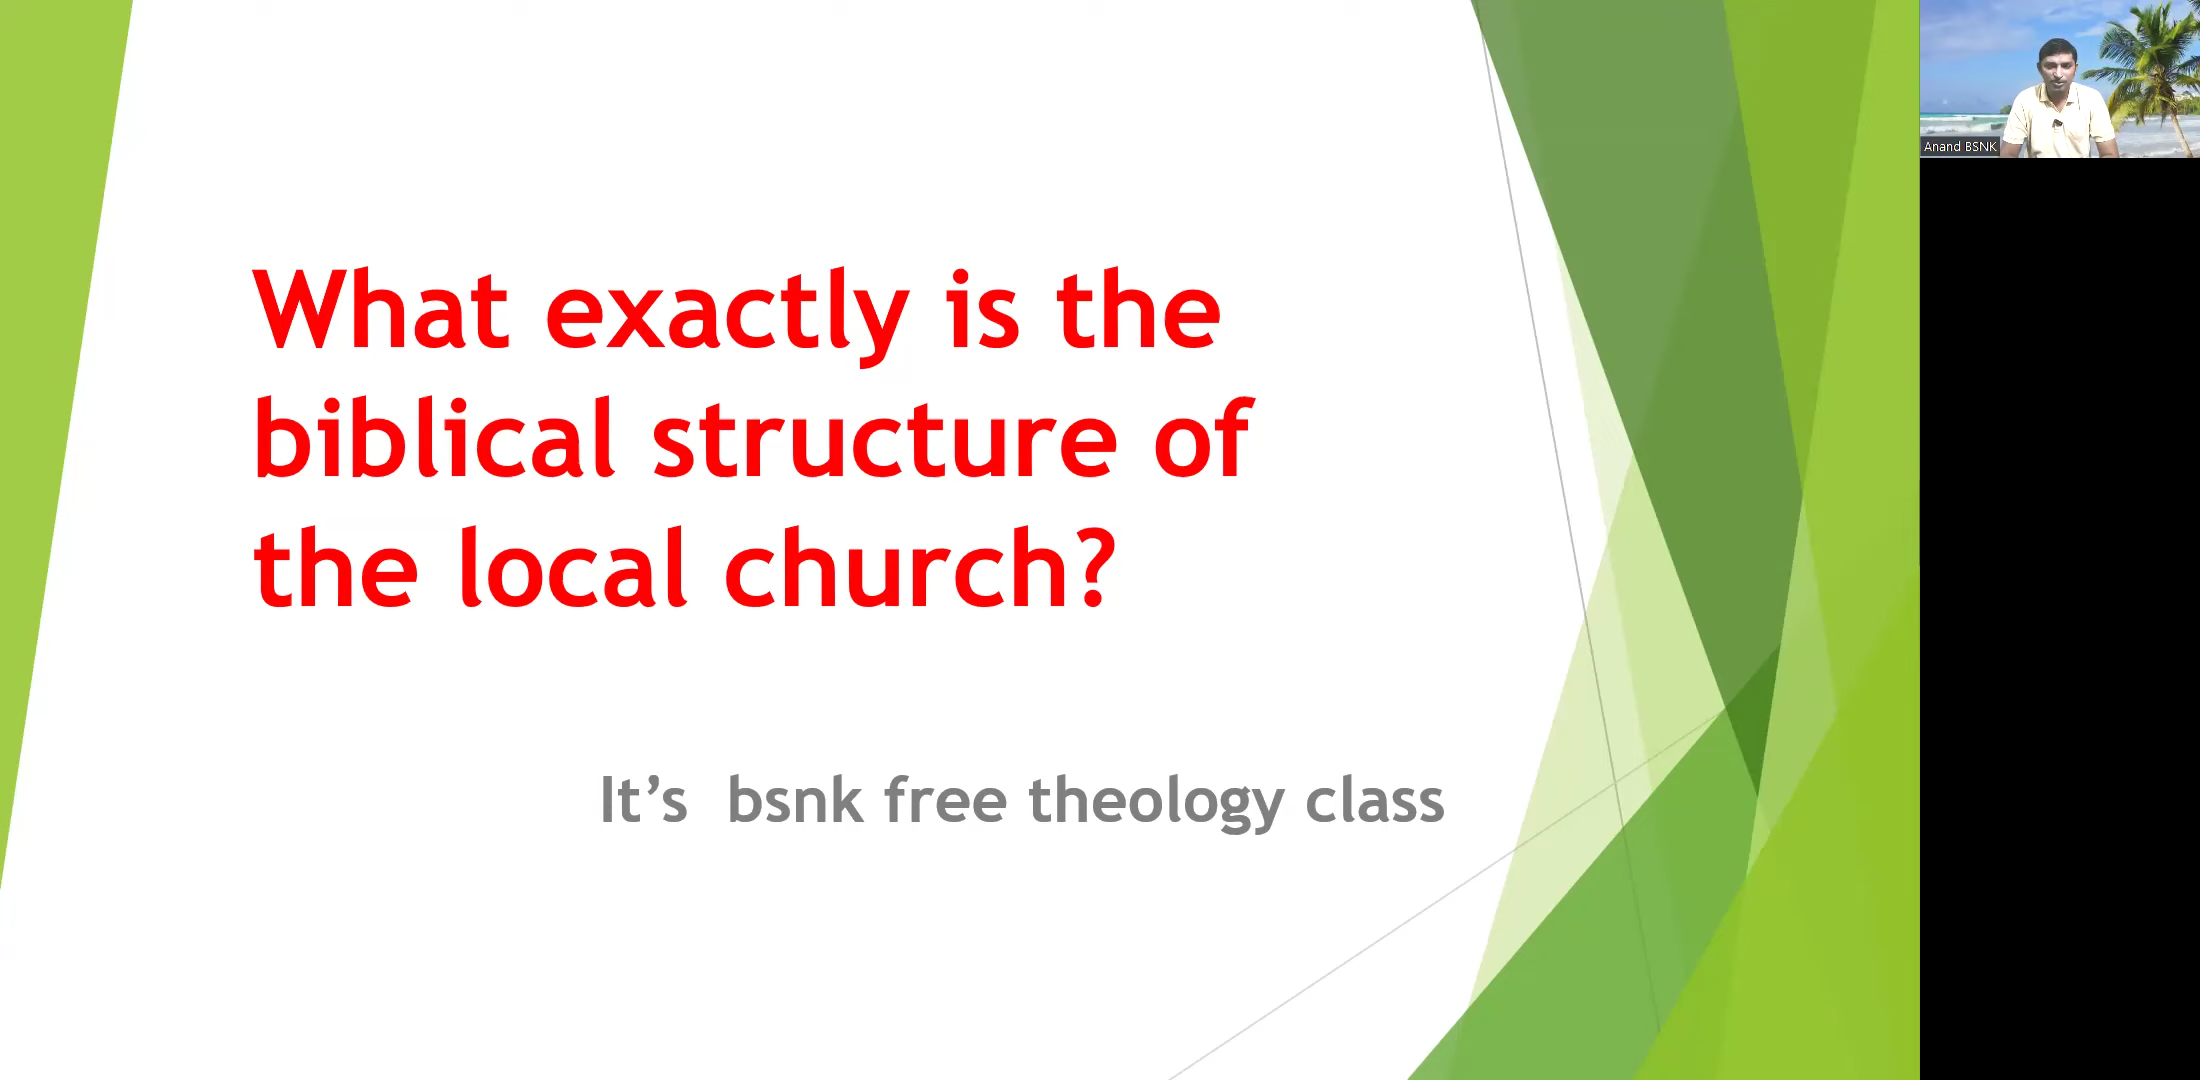 What exactly is the
biblical structure of
the local church?
It’s  bsnk free theology class
Anand BSNK